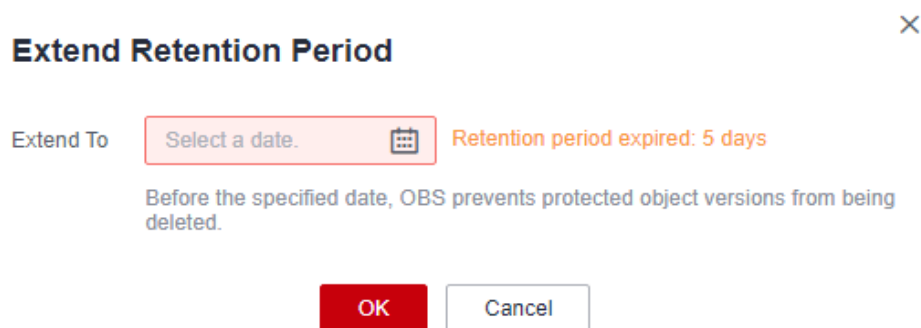 Extend Retention Period
Extend To
Select a date.
Retention period expired: 5 days
Before the specified date, OBS prevents protected object versions from being
deleted.
OK
Cancel